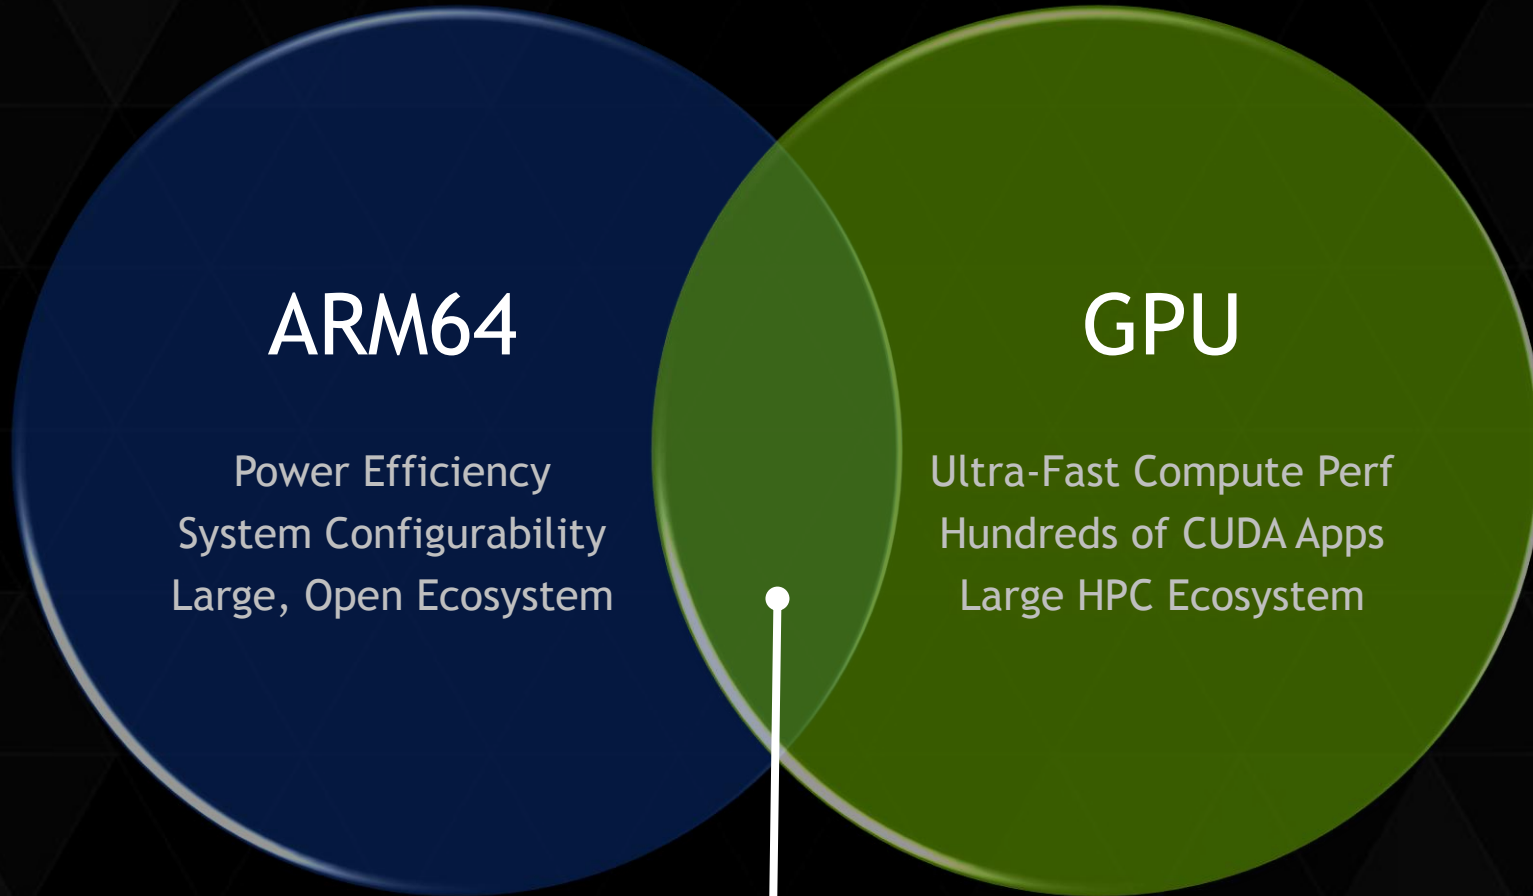 ARM64
Power Efficiency
System Configurability
Large, Open Ecosystem
GPU
Ultra-Fast Compute Perf
Hundreds of CUDA Apps
Large HPC Ecosystem